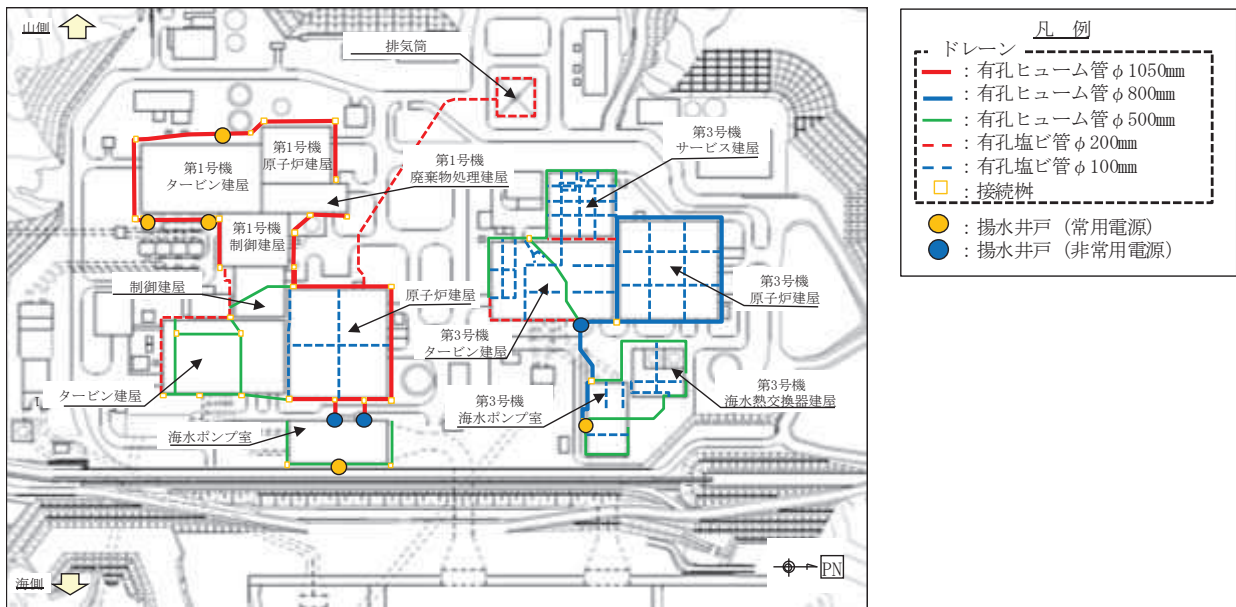 山側
排気筒
第1号機
原子炉建屋
第1号機
タービン建屋
第1号機
廃棄物処理建屋
第3号機
サービス建屋
第1号機
制御建屋
制御建屋
原子炉建屋
第3号機
原子炉建屋
第3号機
タービン建屋
タービン建屋
第3号機
海水ポンプ室
第3号機
海水熱交換器建屋
海水ポンプ室
海側
PN
凡 例
ドレーン
:有孔ヒューム管φ1050mm
:有孔ヒューム管φ800mm
:有孔ヒューム管φ500mm
:有孔塩ビ管φ200mm
:有孔塩ビ管φ100mm
:接続桝
:揚水井戸(常用電源)
:揚水井戸(非常用電源)